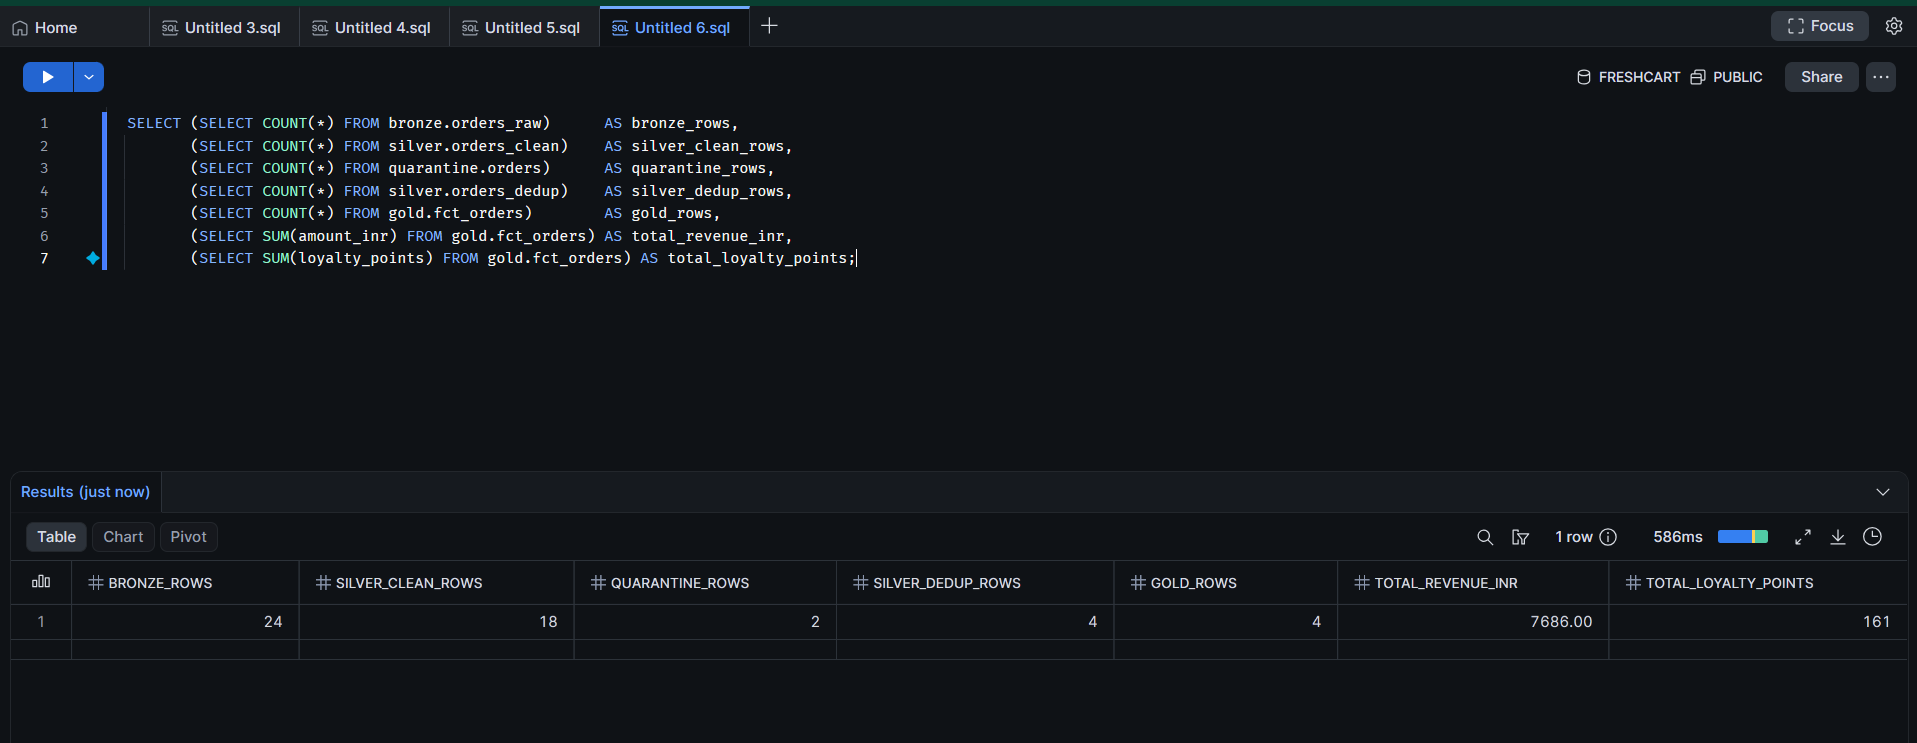 Home
SQL Untitled 3.sql
SQL Untitled 4.sql
SQL Untitled 5.sql
SQL Untitled 6.sql
Focus
FRESHCART PUBLIC Share
1 SELECT (SELECT COUNT(*) FROM bronze.orders_raw) AS bronze_rows,
2 (SELECT COUNT(*) FROM silver.orders_clean) AS silver_clean_rows,
3 (SELECT COUNT(*) FROM quarantine.orders) AS quarantine_rows,
4 (SELECT COUNT(*) FROM silver.orders_dedup) AS silver_dedup_rows,
5 (SELECT COUNT(*) FROM gold.fct_orders) AS gold_rows,
6 (SELECT SUM(amount_inr) FROM gold.fct_orders) AS total_revenue_inr,
7 (SELECT SUM(loyalty_points) FROM gold.fct_orders) AS total_loyalty_points;
Results (just now)
Table Chart Pivot 1 row 586ms
BRONZE_ROWS SILVER_CLEAN_ROWS QUARANTINE_ROWS SILVER_DEDUP_ROWS GOLD_ROWS TOTAL_REVENUE_INR TOTAL_LOYALTY_POINTS
1 24 18 2 4 4 7686.00 161